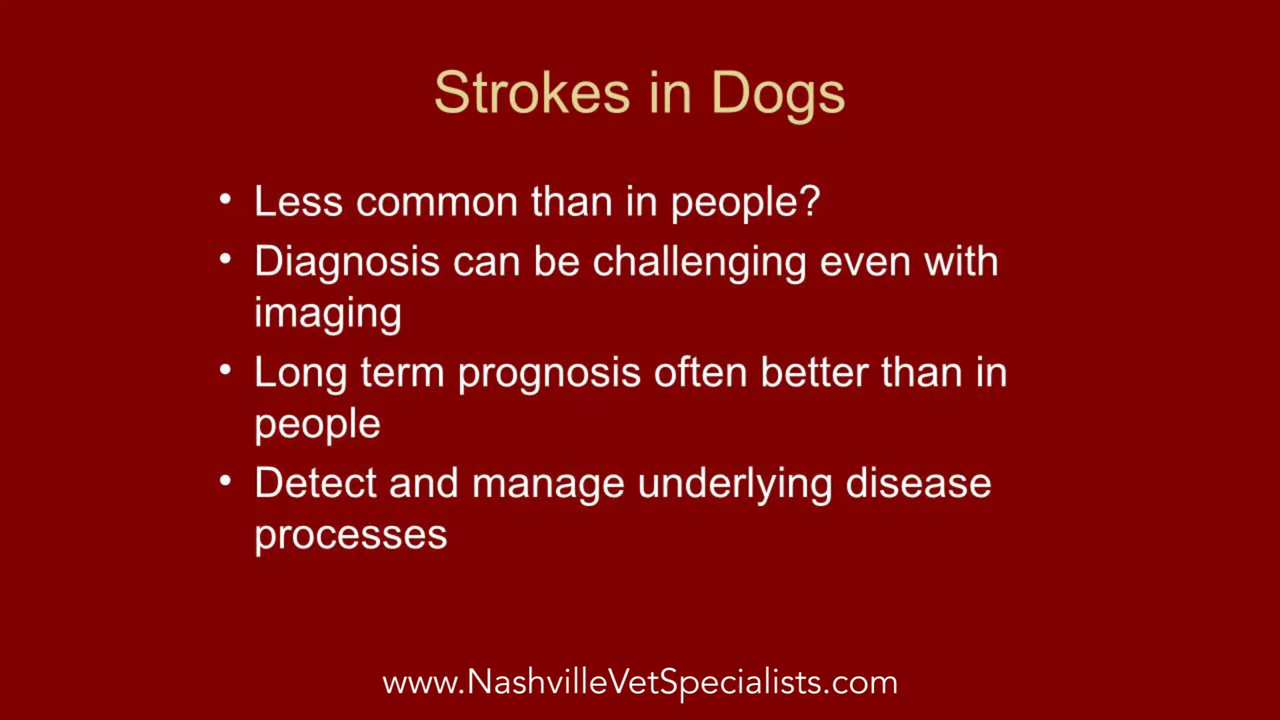 Strokes in Dogs
• Less common than in people?
• Diagnosis can be challenging even with
imaging
• Long term prognosis often better than in
people
• Detect and manage underlying disease
processes
www.NashvilleVetSpecialists.com